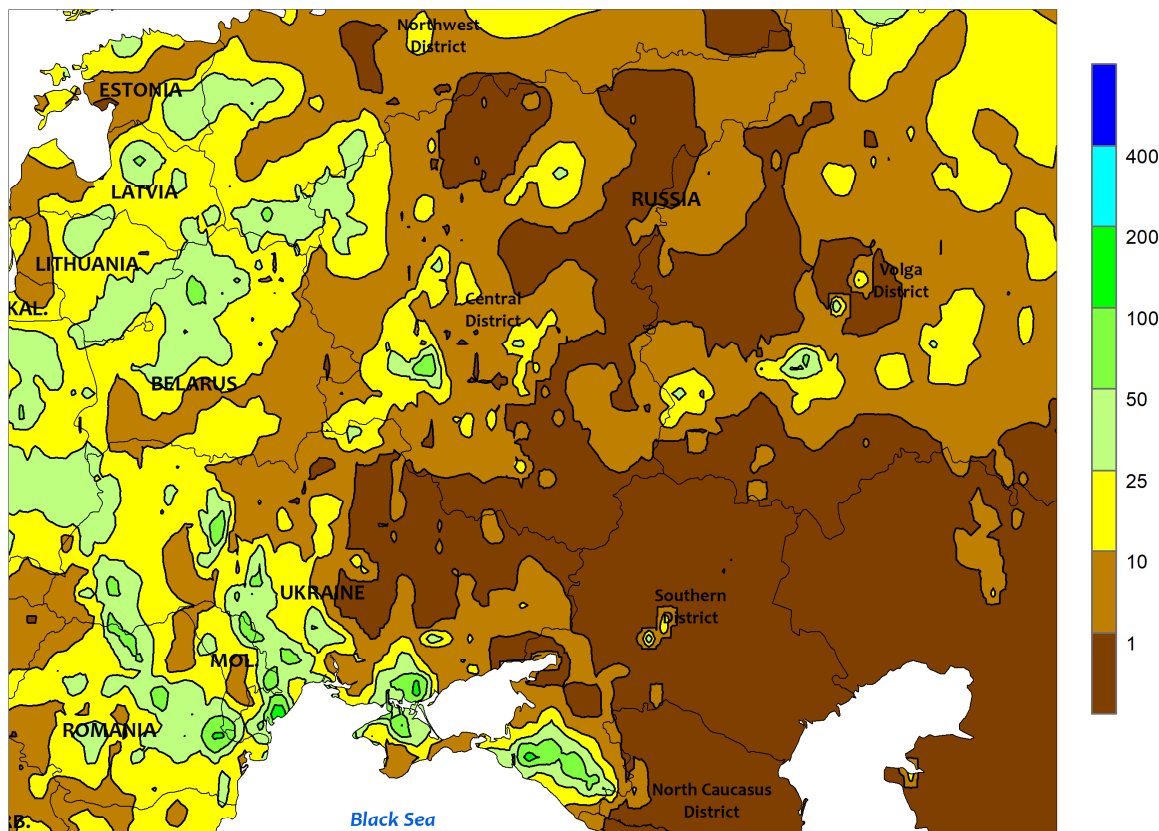 Northwest
District
ESTONIA
LATVIA
RUSSIA
LITHUANIA
Volga
District
KAL.
Central
District
BELARUS
UKRAINE
Southern
District
MOL.
ROMANIA
North Caucasus
District
RB.
Black Sea
400
200
100
50
25
10
1